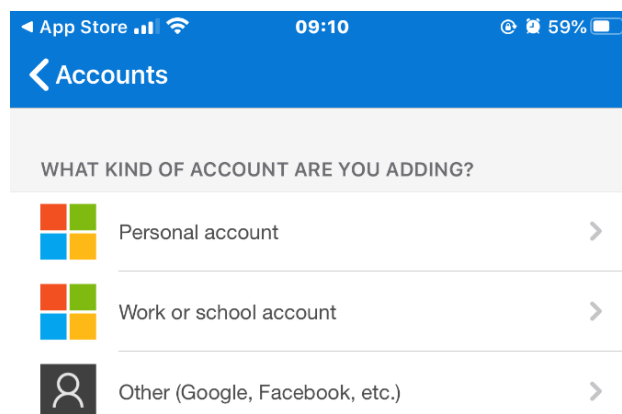 App Store 09:10 59%
Accounts
WHAT KIND OF ACCOUNT ARE YOU ADDING?
Personal account
Work or school account
Other (Google, Facebook, etc.)